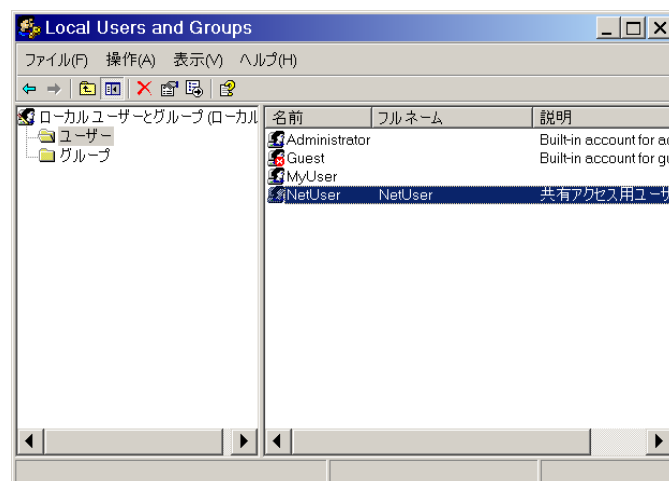 Local Users and Groups
ファイル(F) 操作(A) 表示(V) ヘルプ(H)
ローカル ユーザーとグループ (ローカル
ユーザー
グループ
名前 フル ネーム 説明
Administrator Built-in account for
Guest Built-in account for
MyUser
NetUser NetUser 共有アクセス用ユーザ